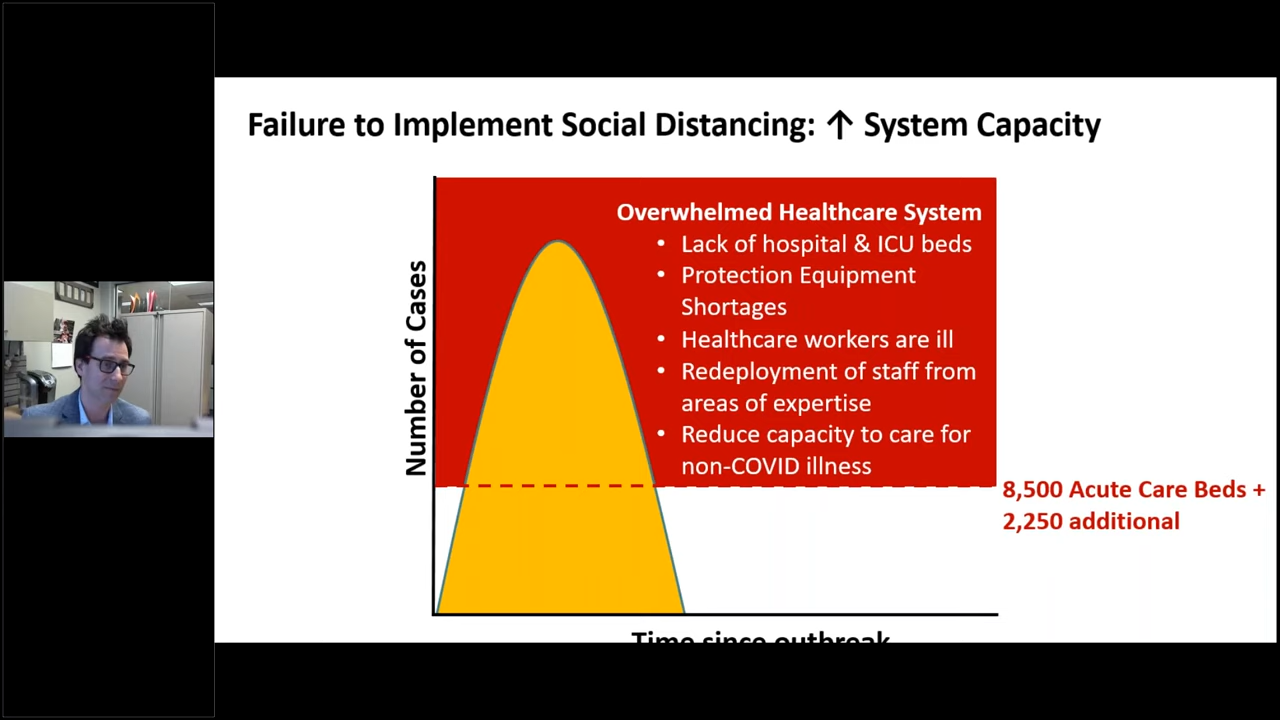 Failure to Implement Social Distancing: ↑ System Capacity
Overwhelmed Healthcare System
• Lack of hospital & ICU beds
• Protection Equipment
Shortages
• Healthcare workers are ill
• Redeployment of staff from
areas of expertise
• Reduce capacity to care for
non-COVID illness
Number of Cases
8,500 Acute Care Beds +
2,250 additional
Time since outbreak